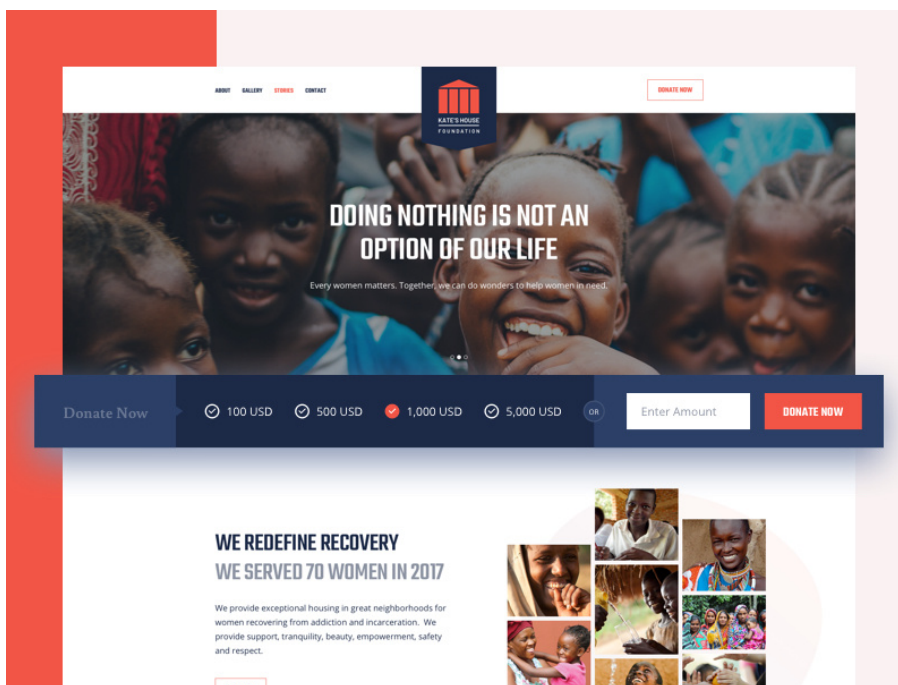 ABOUT GALLERY STORIES CONTACT
KATE'S HOUSE
FOUNDATION
DONATE NOW
DOING NOTHING IS NOT AN
OPTION OF OUR LIFE
Every women matters. Together, we can do wonders to help women in need.
Donate Now
100 USD 500 USD 1,000 USD 5,000 USD OR Enter Amount DONATE NOW
WE REDEFINE RECOVERY
WE SERVED 70 WOMEN IN 2017
We provide exceptional housing in great neighborhoods for
women recovering from addiction and incarceration. We
provide support, tranquility, beauty, empowerment, safety
and respect.